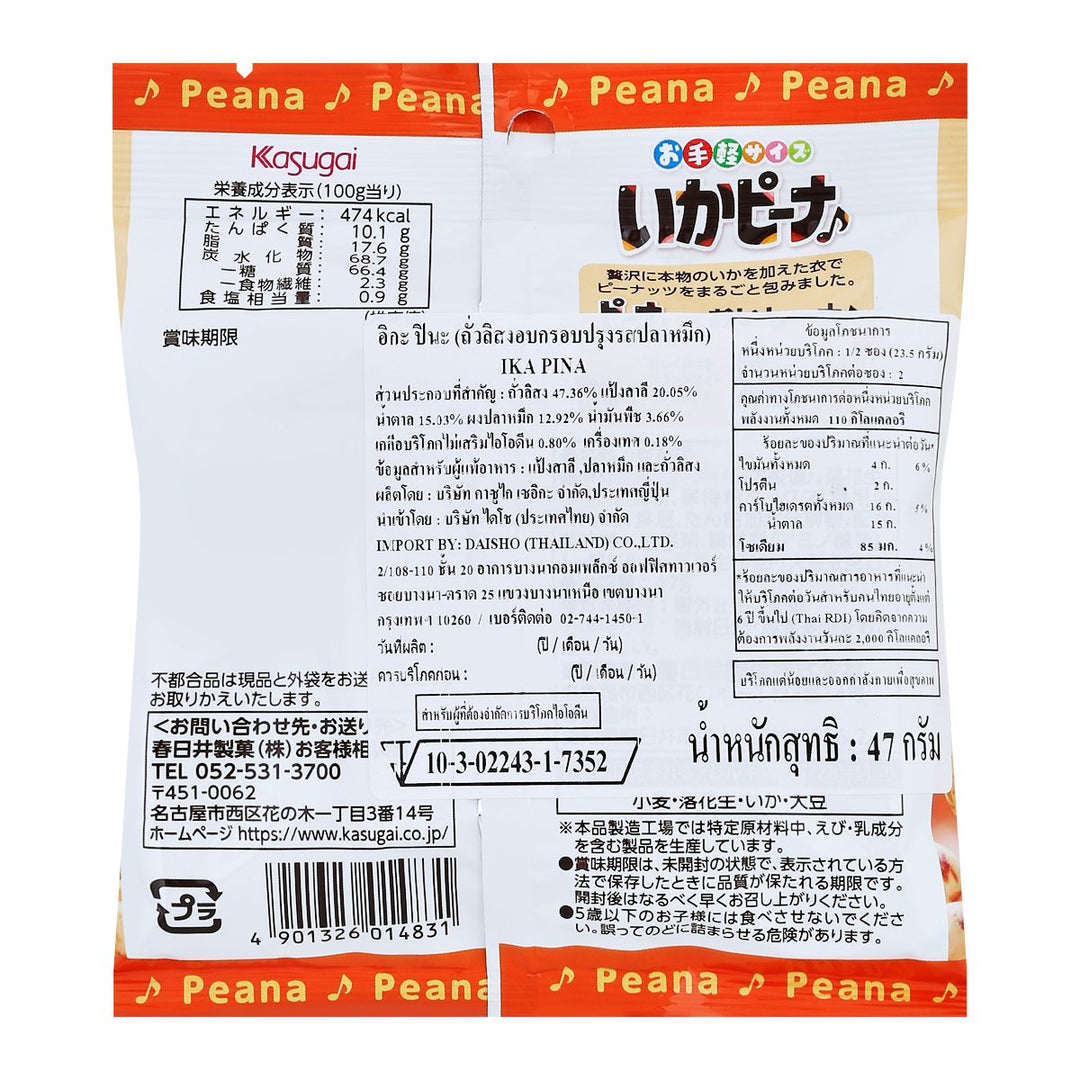 ♪ Peana ♪ Peana
♪ Peana ♪ Peana ♪
Kasugai
栄養成分表示(100g当り)
エネルギー: 474kcal
たんぱく質: 10.1 g
脂質: 17.6 g
炭水化物: 68.7 g
ー糖質: 66.4 g
ー食物繊維: 2.3 g
食塩相当量: 0.9 g
賞味期限
お手軽サイズ
いかピーナ♪
贅沢に本物のいかを加えた衣で
ピーナッツをまるごと包みました。
อิกะ ปินะ (ถั่วลิสงอบกรอบปรุงรสปลาหมึก)
IKA PINA
ส่วนประกอบที่สำคัญ : ถั่วลิสง 47.36% แป้งสาลี 20.05%
น้ำตาล 15.03% ผงปลาหมึก 12.92% น้ำมันพืช 3.66%
เกลือบริโภคไม่เสริมไอโอดีน 0.80% เครื่องเทศ 0.18%
ข้อมูลสำหรับผู้แพ้อาหาร : แป้งสาลี ,ปลาหมึก และถั่วลิสง
ผลิตโดย : บริษัท กาซูไก เซอิกะ จำกัด,ประเทศญี่ปุ่น
นำเข้าโดย : บริษัท ไดโซ (ประเทศไทย) จำกัด
IMPORT BY: DAISHO (THAILAND) CO.,LTD.
2/108-110 ชั้น 20 อาคารบางนาคอมเพล็กซ์ ออฟฟิศทาวเวอร์
ซอยบางนา-ตราด 25 แขวงบางนาเหนือ เขตบางนา
กรุงเทพฯ 10260 / เบอร์ติดต่อ 02-744-1450-1
วันที่ผลิต : (ปี / เดือน / วัน)
ควรบริโภคก่อน : (ปี / เดือน / วัน)
สำหรับผู้ที่ต้องจำกัดการบริโภคไอโอดีน
10-3-02243-1-7352
ข้อมูลโภชนาการ
หนึ่งหน่วยบริโภค : 1/2 ซอง (23.5 กรัม)
จำนวนหน่วยบริโภคต่อซอง : 2
คุณค่าทางโภชนาการต่อหนึ่งหน่วยบริโภค
พลังงานทั้งหมด 110 กิโลแคลอรี
ร้อยละของปริมาณที่แนะนำต่อวัน*
ไขมันทั้งหมด 4 ก. 6%
โปรตีน 2 ก.
คาร์โบไฮเดรตทั้งหมด 16 ก. 5%
น้ำตาล 15 ก.
โซเดียม 85 มก. 4%
*ร้อยละของปริมาณสารอาหารที่แนะนำ
ให้บริโภคต่อวันสำหรับคนไทยอายุตั้งแต่
6 ปี ขึ้นไป (Thai RDI) โดยคิดจากความ
ต้องการพลังงานวันละ 2,000 กิโลแคลอรี
บริโภคแต่น้อยและออกกำลังกายเพื่อสุขภาพ
น้ำหนักสุทธิ : 47 กรัม
不都合品は現品と外袋をお送
お取りかえいたします。
<お問い合わせ先・お送り
春日井製菓(株)お客様相
TEL 052-531-3700
〒451-0062
名古屋市西区花の木一丁目3番14号
ホームページ https://www.kasugai.co.jp/
プラ
4 901326 014831
小麦・落花生・いか・大豆
※本品製造工場では特定原材料中、えび・乳成分
を含む製品を生産しています。
●賞味期限は、未開封の状態で、表示されている方
法で保存したときに品質が保たれる期限です。
開封後はなるべく早くお召し上がりください。
●5歳以下のお子様には食べさせないでくださ
い。誤ってのどに詰まらせる危険があります。
♪ Peana ♪ Peana
♪ Peana ♪ Peana ♪